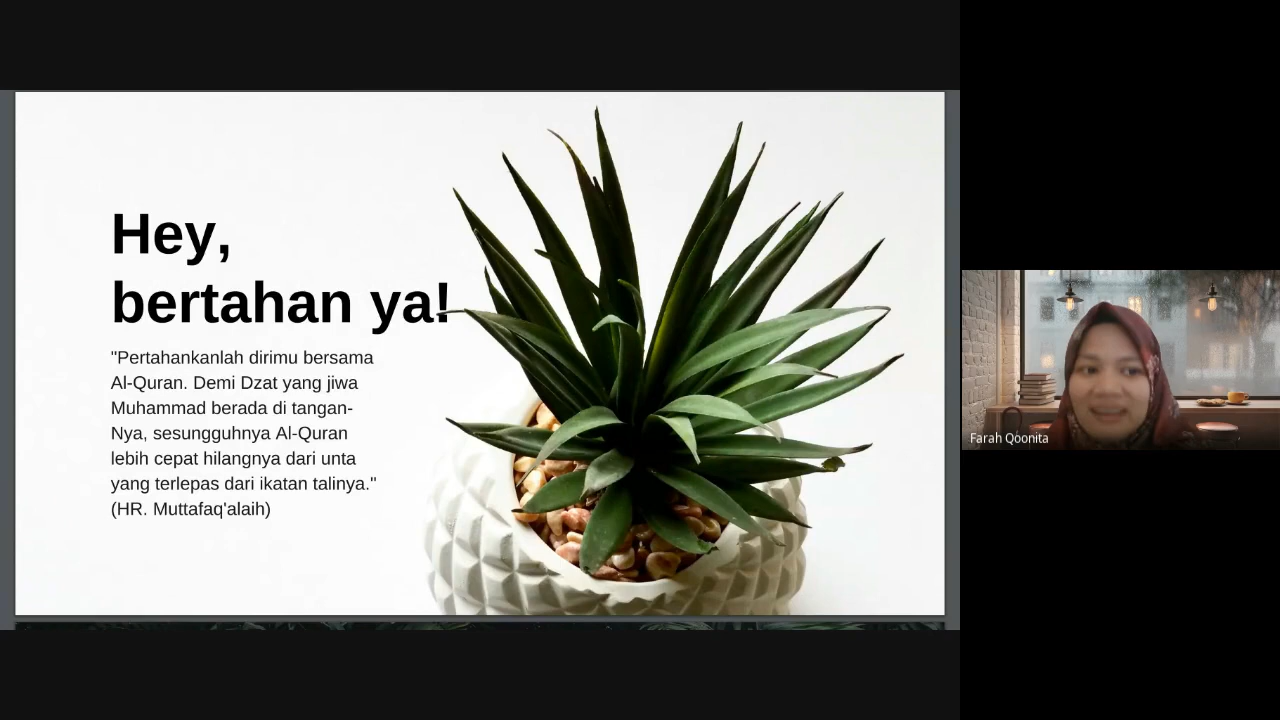 Hey,
bertahan ya!
"Pertahankanlah dirimu bersama
Al-Quran. Demi Dzat yang jiwa
Muhammad berada di tangan-
Nya, sesungguhnya Al-Quran
lebih cepat hilangnya dari unta
yang terlepas dari ikatan talinya."
(HR. Muttafaq'alaih)
Farah Qoonita